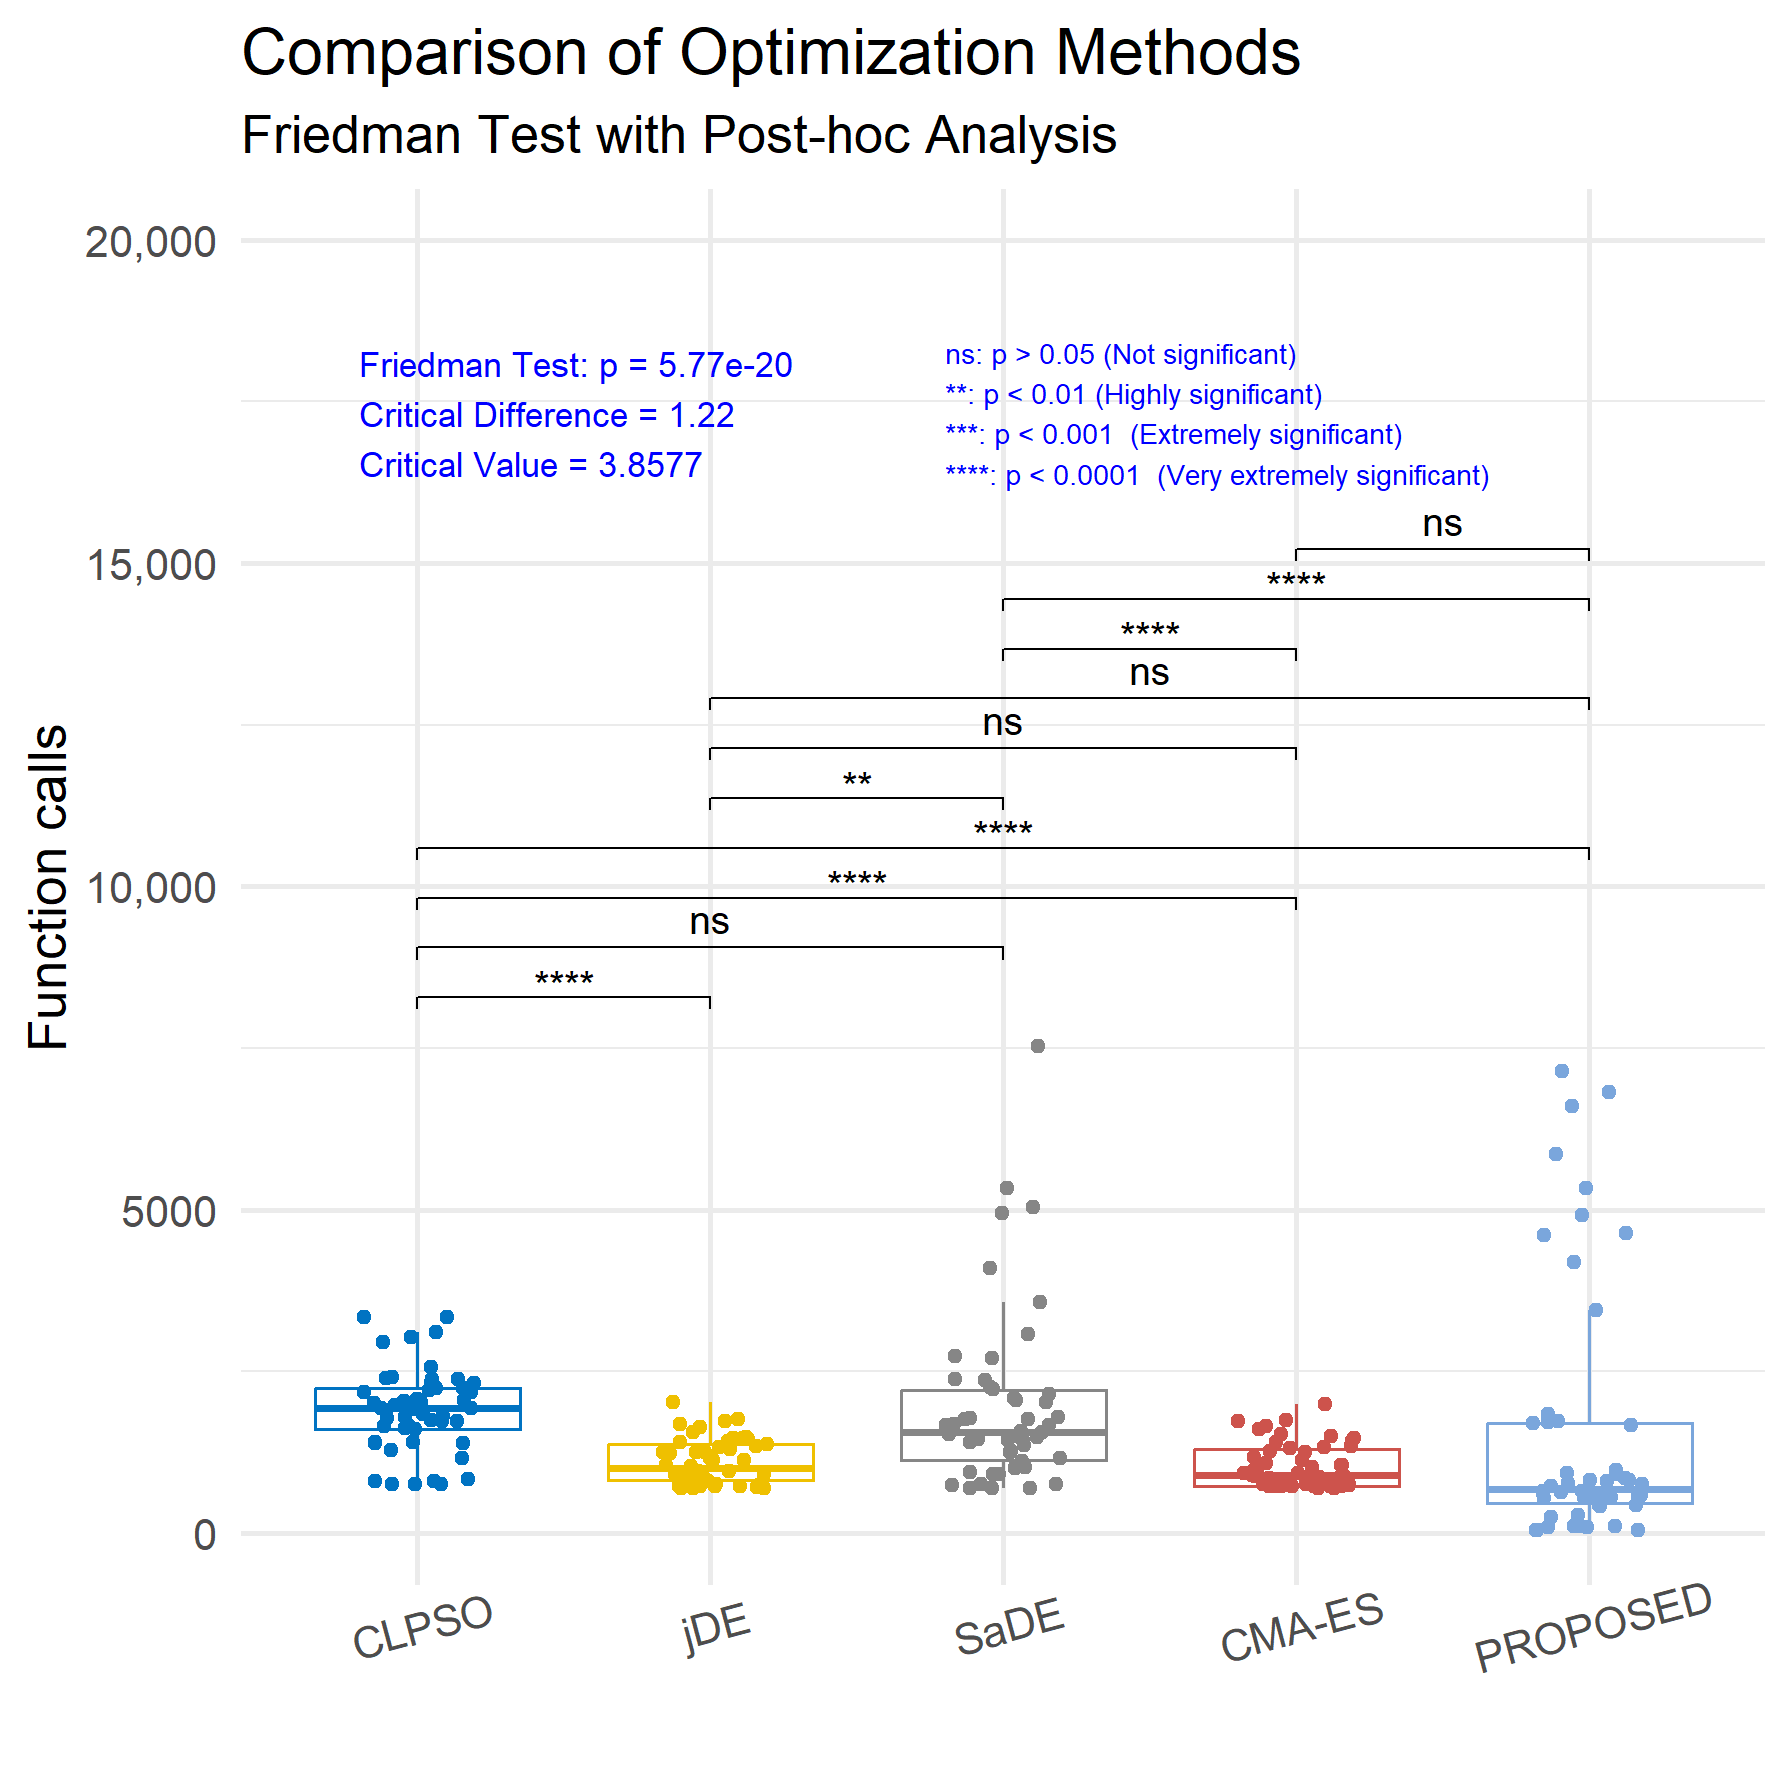 Comparison of Optimization Methods
Friedman Test with Post-hoc Analysis
Function calls
20,000
15,000
10,000
5000
0
Friedman Test: p = 5.77e-20
Critical Difference = 1.22
Critical Value = 3.8577
ns: p > 0.05 (Not significant)
**: p < 0.01 (Highly significant)
***: p < 0.001  (Extremely significant)
****: p < 0.0001  (Very extremely significant)
ns
****
****
ns
ns
**
****
****
ns
****
CLPSO
jDE
SaDE
CMA-ES
PROPOSED